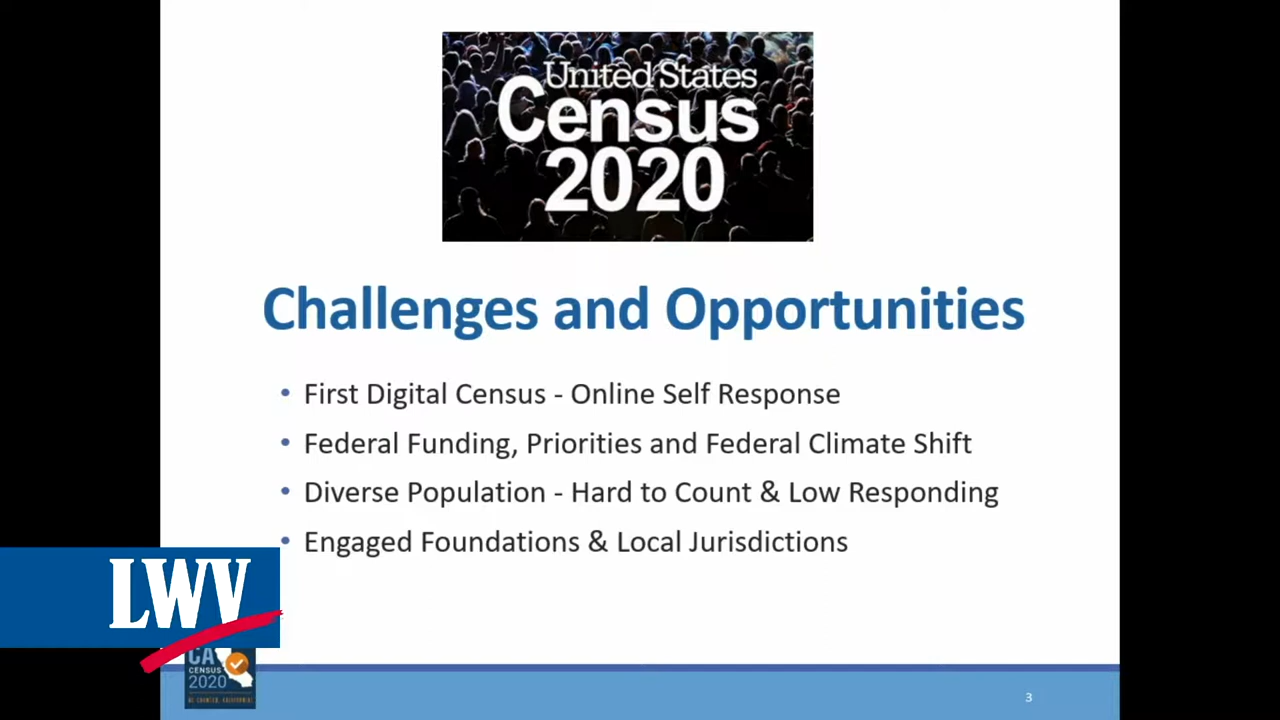 United States
Census
2020
Challenges and Opportunities
• First Digital Census - Online Self Response
• Federal Funding, Priorities and Federal Climate Shift
• Diverse Population - Hard to Count & Low Responding
• Engaged Foundations & Local Jurisdictions
LWV
CA
CENSUS
2020
3